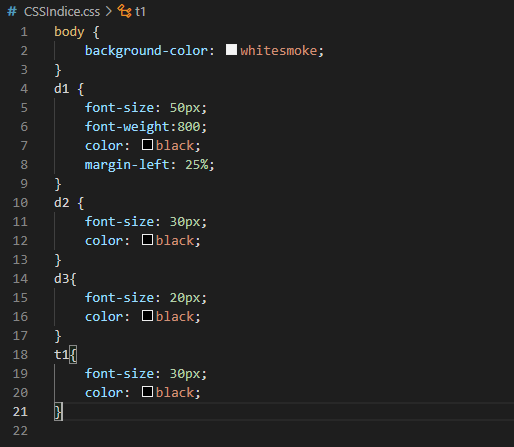 # CSSIndice.css > t1
1 body {
2     background-color: whitesmoke;
3 }
4 d1 {
5     font-size: 50px;
6     font-weight:800;
7     color: black;
8     margin-left: 25%;
9 }
10 d2 {
11     font-size: 30px;
12     color: black;
13 }
14 d3{
15     font-size: 20px;
16     color: black;
17 }
18 t1{
19     font-size: 30px;
20     color: black;
21 }
22